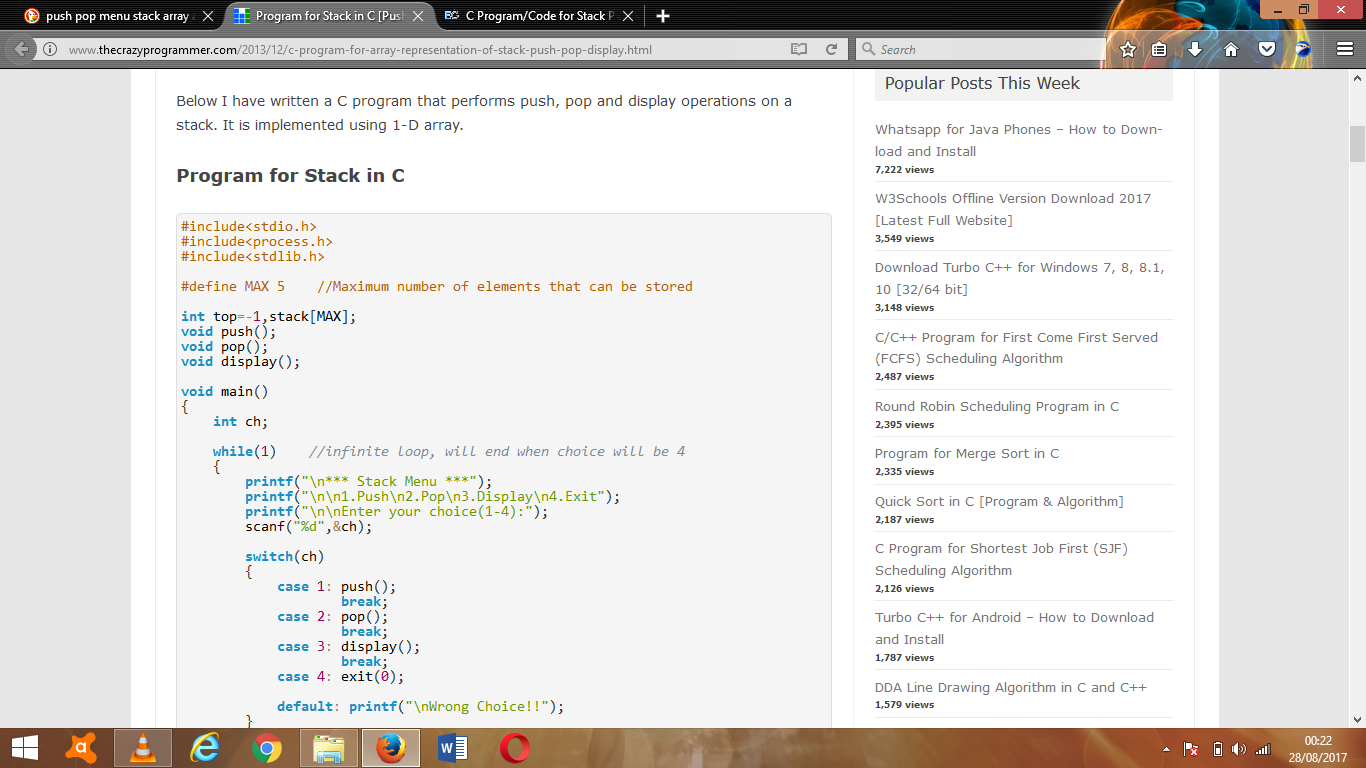 push pop menu stack array
Program for Stack in C [Pus
C Program/Code for Stack P
www.thecrazyprogrammer.com/2013/12/c-program-for-array-representation-of-stack-push-pop-display.html
Search
Below I have written a C program that performs push, pop and display operations on a
stack. It is implemented using 1-D array.
Program for Stack in C
#include<stdio.h>
#include<process.h>
#include<stdlib.h>
#define MAX 5    //Maximum number of elements that can be stored
int top=-1,stack[MAX];
void push();
void pop();
void display();
void main()
{
    int ch;
    while(1)    //infinite loop, will end when choice will be 4
    {
        printf("\n*** Stack Menu ***");
        printf("\n\n1.Push\n2.Pop\n3.Display\n4.Exit");
        printf("\n\nEnter your choice(1-4):");
        scanf("%d",&ch);
        switch(ch)
        {
            case 1: push();
                    break;
            case 2: pop();
                    break;
            case 3: display();
                    break;
            case 4: exit(0);
            default: printf("\nWrong Choice!!");
        }
Popular Posts This Week
Whatsapp for Java Phones – How to Down-
load and Install
7,222 views
W3Schools Offline Version Download 2017
[Latest Full Website]
3,549 views
Download Turbo C++ for Windows 7, 8, 8.1,
10 [32/64 bit]
3,148 views
C/C++ Program for First Come First Served
(FCFS) Scheduling Algorithm
2,487 views
Round Robin Scheduling Program in C
2,395 views
Program for Merge Sort in C
2,335 views
Quick Sort in C [Program & Algorithm]
2,187 views
C Program for Shortest Job First (SJF)
Scheduling Algorithm
2,126 views
Turbo C++ for Android – How to Download
and Install
1,787 views
DDA Line Drawing Algorithm in C and C++
1,579 views
00:22
28/08/2017